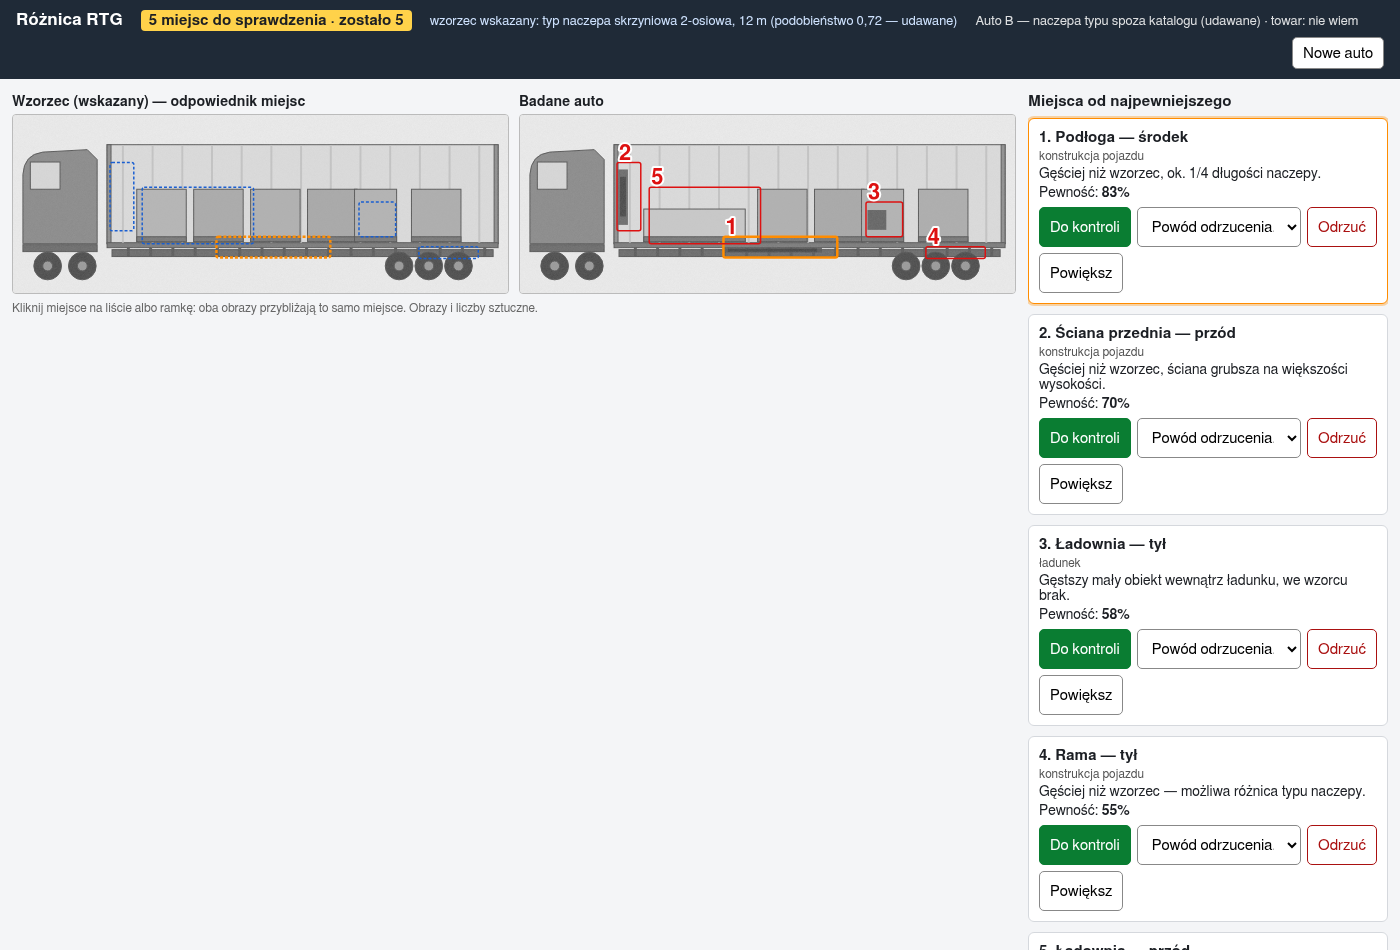 Różnica RTG
5 miejsc do sprawdzenia · zostało 5
wzorzec wskazany: typ naczepa skrzyniowa 2-osiowa, 12 m (podobieństwo 0,72 — udawane)
Auto B — naczepa typu spoza katalogu (udawane) · towar: nie wiem
Nowe auto
Wzorzec (wskazany) — odpowiednik miejsc
Badane auto
2
5
3
1
4
Kliknij miejsce na liście albo ramkę: oba obrazy przybliżają to samo miejsce. Obrazy i liczby sztuczne.
Miejsca od najpewniejszego
1. Podłoga — środek
konstrukcja pojazdu
Gęściej niż wzorzec, ok. 1/4 długości naczepy.
Pewność: 83%
Do kontroli
Powód odrzucenia
Odrzuć
Powiększ
2. Ściana przednia — przód
konstrukcja pojazdu
Gęściej niż wzorzec, ściana grubsza na większości
wysokości.
Pewność: 70%
Do kontroli
Powód odrzucenia
Odrzuć
Powiększ
3. Ładownia — tył
ładunek
Gęstszy mały obiekt wewnątrz ładunku, we wzorcu
brak.
Pewność: 58%
Do kontroli
Powód odrzucenia
Odrzuć
Powiększ
4. Rama — tył
konstrukcja pojazdu
Gęściej niż wzorzec — możliwa różnica typu naczepy.
Pewność: 55%
Do kontroli
Powód odrzucenia
Odrzuć
Powiększ
5. Ładownia — przód